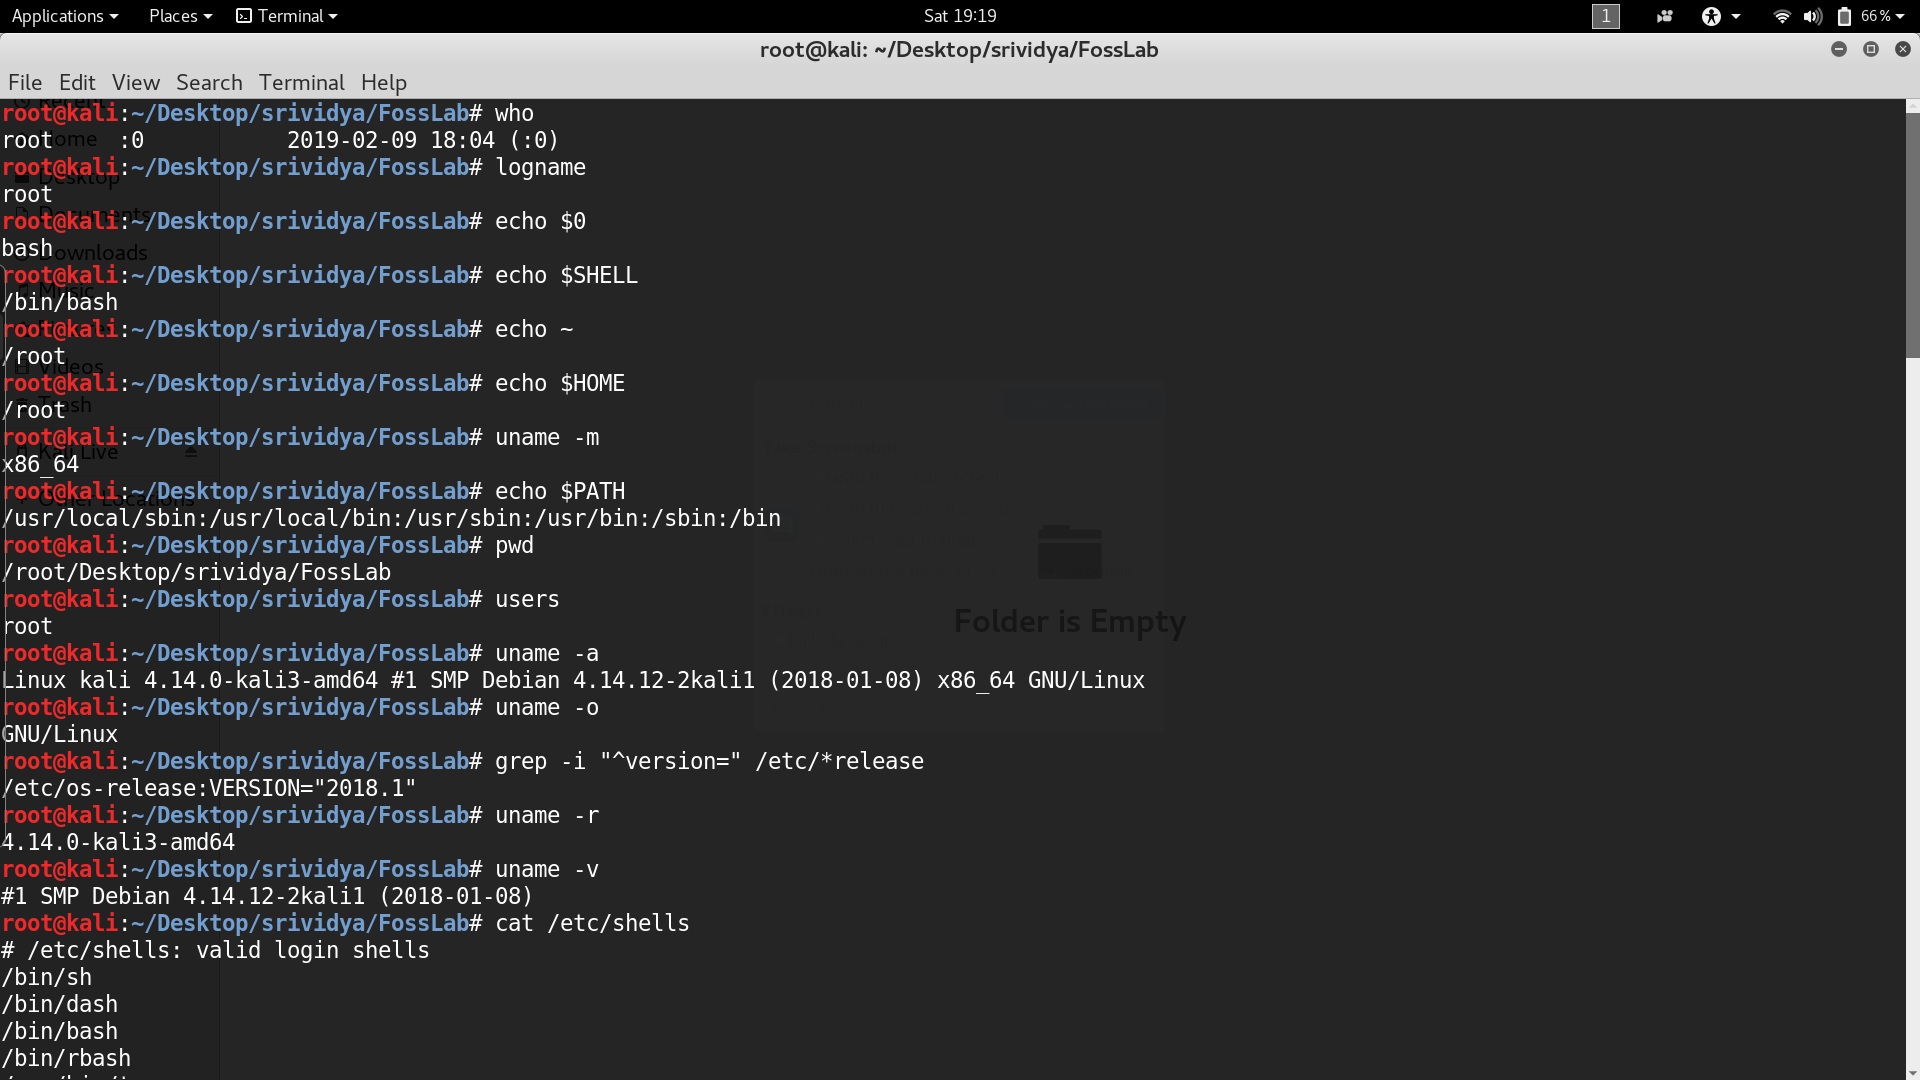 Applications Places Terminal Sat 19:19 1 66%
root@kali: ~/Desktop/srividya/FossLab
File Edit View Search Terminal Help
root@kali:~/Desktop/srividya/FossLab# who
root     :0           2019-02-09 18:04 (:0)
root@kali:~/Desktop/srividya/FossLab# logname
root
root@kali:~/Desktop/srividya/FossLab# echo $0
bash
root@kali:~/Desktop/srividya/FossLab# echo $SHELL
/bin/bash
root@kali:~/Desktop/srividya/FossLab# echo ~
/root
root@kali:~/Desktop/srividya/FossLab# echo $HOME
/root
root@kali:~/Desktop/srividya/FossLab# uname -m
x86_64
root@kali:~/Desktop/srividya/FossLab# echo $PATH
/usr/local/sbin:/usr/local/bin:/usr/sbin:/usr/bin:/sbin:/bin
root@kali:~/Desktop/srividya/FossLab# pwd
/root/Desktop/srividya/FossLab
root@kali:~/Desktop/srividya/FossLab# users
root
root@kali:~/Desktop/srividya/FossLab# uname -a
Linux kali 4.14.0-kali3-amd64 #1 SMP Debian 4.14.12-2kali1 (2018-01-08) x86_64 GNU/Linux
root@kali:~/Desktop/srividya/FossLab# uname -o
GNU/Linux
root@kali:~/Desktop/srividya/FossLab# grep -i "^version=" /etc/*release
/etc/os-release:VERSION="2018.1"
root@kali:~/Desktop/srividya/FossLab# uname -r
4.14.0-kali3-amd64
root@kali:~/Desktop/srividya/FossLab# uname -v
#1 SMP Debian 4.14.12-2kali1 (2018-01-08)
root@kali:~/Desktop/srividya/FossLab# cat /etc/shells
# /etc/shells: valid login shells
/bin/sh
/bin/dash
/bin/bash
/bin/rbash
Home
Desktop
Documents
Downloads
Music
Videos
Trash
Kali Live
Other Locations
Folder is Empty